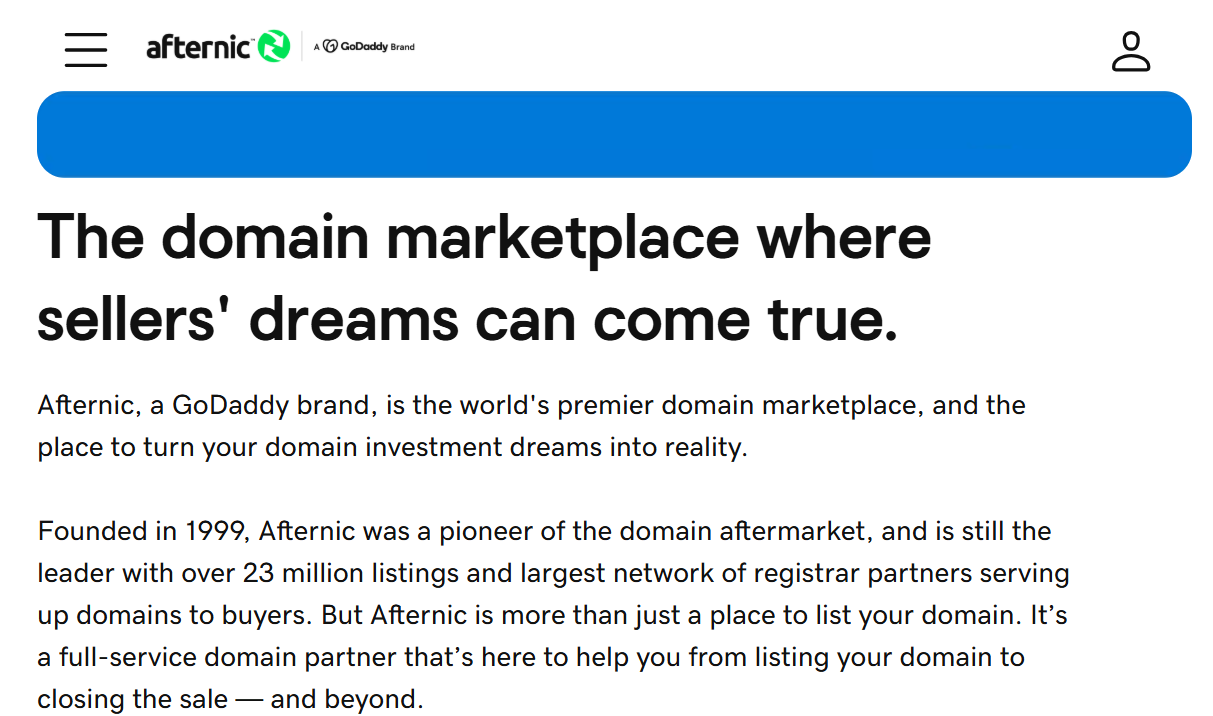 afternic™ A GoDaddy Brand
The domain marketplace where
sellers' dreams can come true.
Afternic, a GoDaddy brand, is the world's premier domain marketplace, and the
place to turn your domain investment dreams into reality.
Founded in 1999, Afternic was a pioneer of the domain aftermarket, and is still the
leader with over 23 million listings and largest network of registrar partners serving
up domains to buyers. But Afternic is more than just a place to list your domain. It’s
a full-service domain partner that’s here to help you from listing your domain to
closing the sale — and beyond.